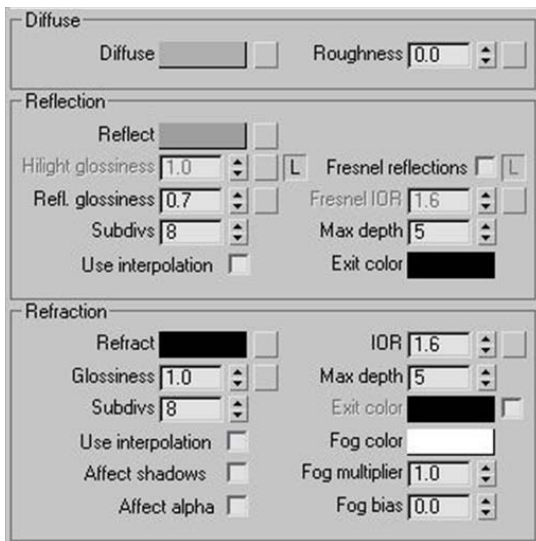 Diffuse
Diffuse Roughness 0.0
Reflection
Reflect
Hilight glossiness 1.0 L Fresnel reflections L
Refl. glossiness 0.7 Fresnel IOR 1.6
Subdivs 8 Max depth 5
Use interpolation Exit color
Refraction
Refract IOR 1.6
Glossiness 1.0 Max depth 5
Subdivs 8 Exit color
Use interpolation Fog color
Affect shadows Fog multiplier 1.0
Affect alpha Fog bias 0.0